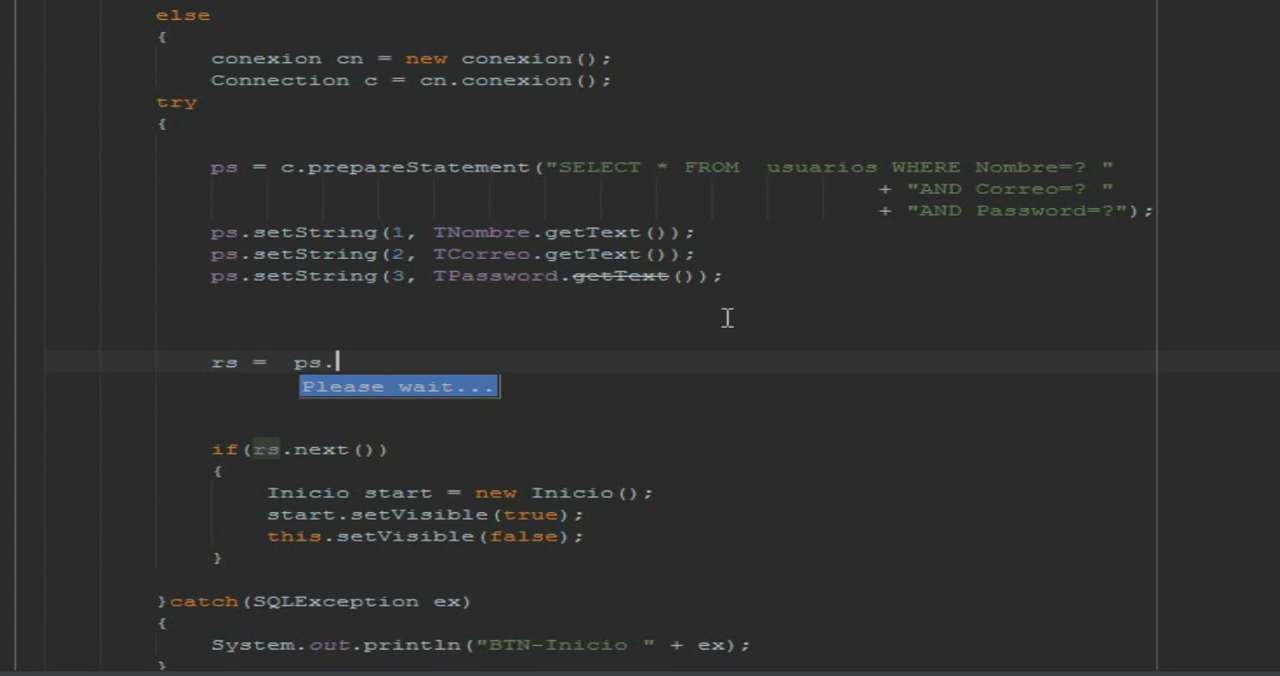 else
{
conexion cn = new conexion();
Connection c = cn.conexion();
try
{
ps = c.prepareStatement("SELECT * FROM  usuarios WHERE Nombre=? "
+ "AND Correo=? "
+ "AND Password=?");
ps.setString(1, TNombre.getText());
ps.setString(2, TCorreo.getText());
ps.setString(3, TPassword.getText());
rs =  ps.
Please wait...
if(rs.next())
{
Inicio start = new Inicio();
start.setVisible(true);
this.setVisible(false);
}
}catch(SQLException ex)
{
System.out.println("BTN-Inicio " + ex);
}